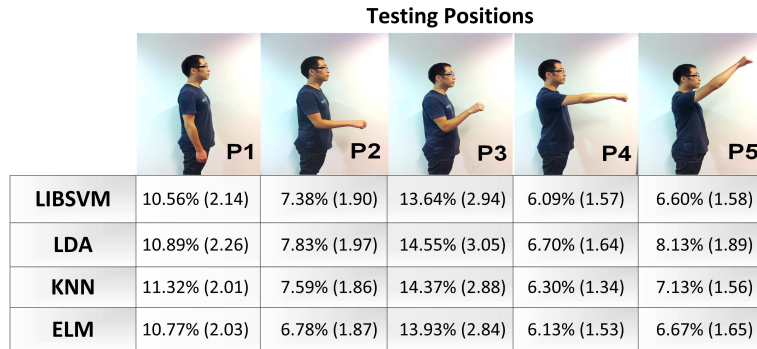 Testing Positions
P1 P2 P3 P4 P5
LIBSVM 10.56% (2.14) 7.38% (1.90) 13.64% (2.94) 6.09% (1.57) 6.60% (1.58)
LDA 10.89% (2.26) 7.83% (1.97) 14.55% (3.05) 6.70% (1.64) 8.13% (1.89)
KNN 11.32% (2.01) 7.59% (1.86) 14.37% (2.88) 6.30% (1.34) 7.13% (1.56)
ELM 10.77% (2.03) 6.78% (1.87) 13.93% (2.84) 6.13% (1.53) 6.67% (1.65)